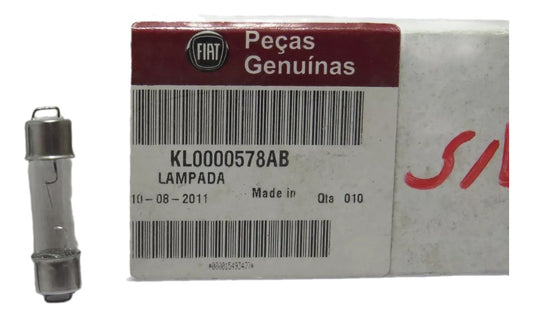 FIAT
Peças
Genuínas
KL0000578AB
LAMPADA
10-08-2011 Made in Qta 010